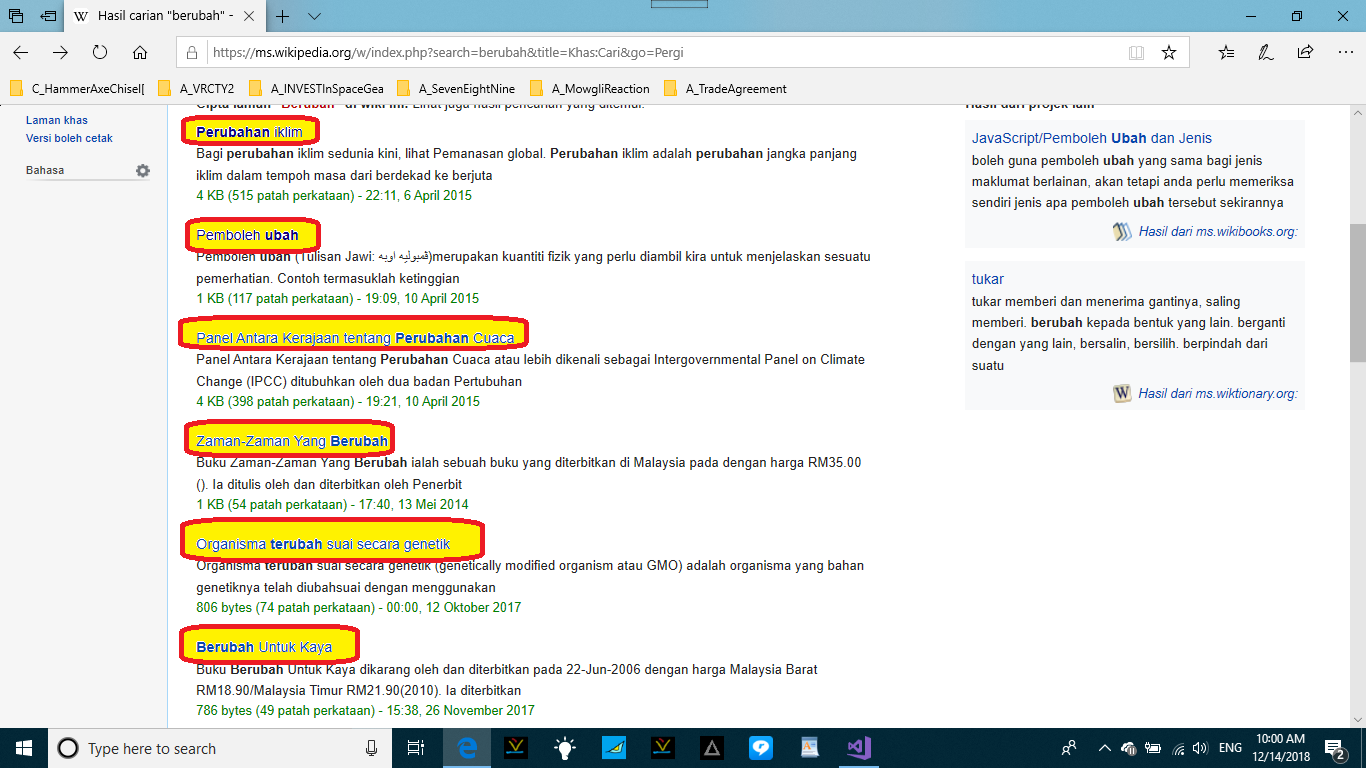 Hasil carian "berubah" -
https://ms.wikipedia.org/w/index.php?search=berubah&title=Khas:Cari&go=Pergi
C_HammerAxeChisel[ A_VRCTY2 A_INVESTInSpaceGea A_SevenEightNine A_MowgliReaction A_TradeAgreement
Laman khas
Versi boleh cetak
Bahasa
Cipta laman "Berubah" di wiki ini! Lihat juga hasil pencarian yang ditemui.
Perubahan iklim
Bagi perubahan iklim sedunia kini, lihat Pemanasan global. Perubahan iklim adalah perubahan jangka panjang
iklim dalam tempoh masa dari berdekad ke berjuta
4 KB (515 patah perkataan) - 22:11, 6 April 2015
Pemboleh ubah
Pemboleh ubah (Tulisan Jawi: ڤمبوليه اوبه)merupakan kuantiti fizik yang perlu diambil kira untuk menjelaskan sesuatu
pemerhatian. Contoh termasuklah ketinggian
1 KB (117 patah perkataan) - 19:09, 10 April 2015
Panel Antara Kerajaan tentang Perubahan Cuaca
Panel Antara Kerajaan tentang Perubahan Cuaca atau lebih dikenali sebagai Intergovernmental Panel on Climate
Change (IPCC) ditubuhkan oleh dua badan Pertubuhan
4 KB (398 patah perkataan) - 19:21, 10 April 2015
Zaman-Zaman Yang Berubah
Buku Zaman-Zaman Yang Berubah ialah sebuah buku yang diterbitkan di Malaysia pada dengan harga RM35.00
(). Ia ditulis oleh dan diterbitkan oleh Penerbit
1 KB (54 patah perkataan) - 17:40, 13 Mei 2014
Organisma terubah suai secara genetik
Organisma terubah suai secara genetik (genetically modified organism atau GMO) adalah organisma yang bahan
genetiknya telah diubahsuai dengan menggunakan
806 bytes (74 patah perkataan) - 00:00, 12 Oktober 2017
Berubah Untuk Kaya
Buku Berubah Untuk Kaya dikarang oleh dan diterbitkan pada 22-Jun-2006 dengan harga Malaysia Barat
RM18.90/Malaysia Timur RM21.90(2010). Ia diterbitkan
786 bytes (49 patah perkataan) - 15:38, 26 November 2017
Hasil dari projek lain
JavaScript/Pemboleh Ubah dan Jenis
boleh guna pemboleh ubah yang sama bagi jenis
maklumat berlainan, akan tetapi anda perlu memeriksa
sendiri jenis apa pemboleh ubah tersebut sekirannya
Hasil dari ms.wikibooks.org:
tukar
tukar memberi dan menerima gantinya, saling
memberi. berubah kepada bentuk yang lain. berganti
dengan yang lain, bersalin, bersilih. berpindah dari
suatu
Hasil dari ms.wiktionary.org:
Type here to search
ENG
10:00 AM
12/14/2018
2